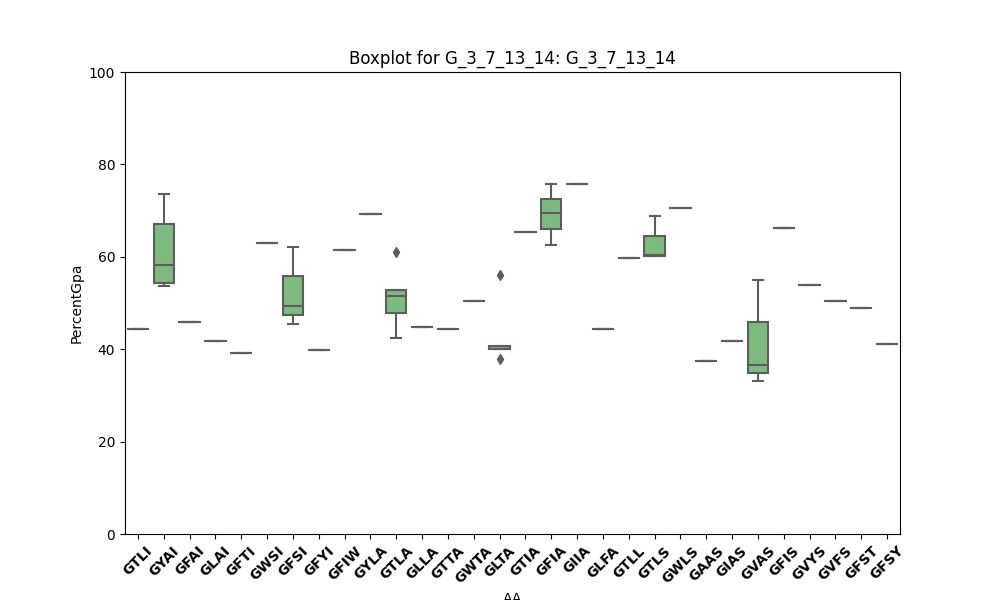 Boxplot for G_3_7_13_14: G_3_7_13_14
100
80
60
40
20
0
PercentGpa
GTLI GYAI GFAI GLAI GFTI GWSI GFSI GFYI GFIW GYLA GTLA GLLA GTTA GWTA GLTA GTIA GFIA GIIA GLFA GTLL GTLS GWLS GAAS GIAS GVAS GFIS GVYS GVFS GFST GFSY
AA